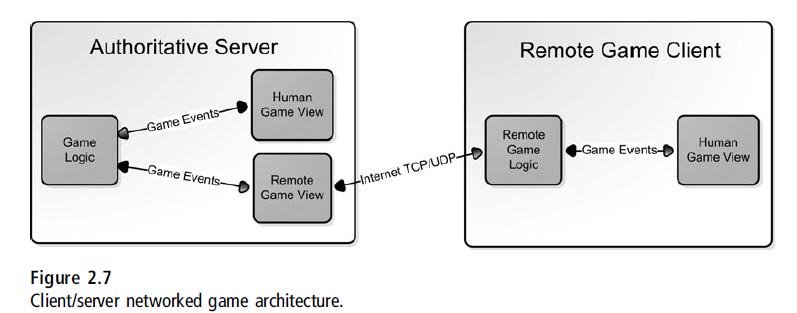 Authoritative Server
Remote Game Client
Human
Game View
Game Events
Game
Logic
Game Events
Remote
Game View
Internet TCP/UDP
Remote
Game
Logic
Game Events
Human
Game View
Figure 2.7
Client/server networked game architecture.